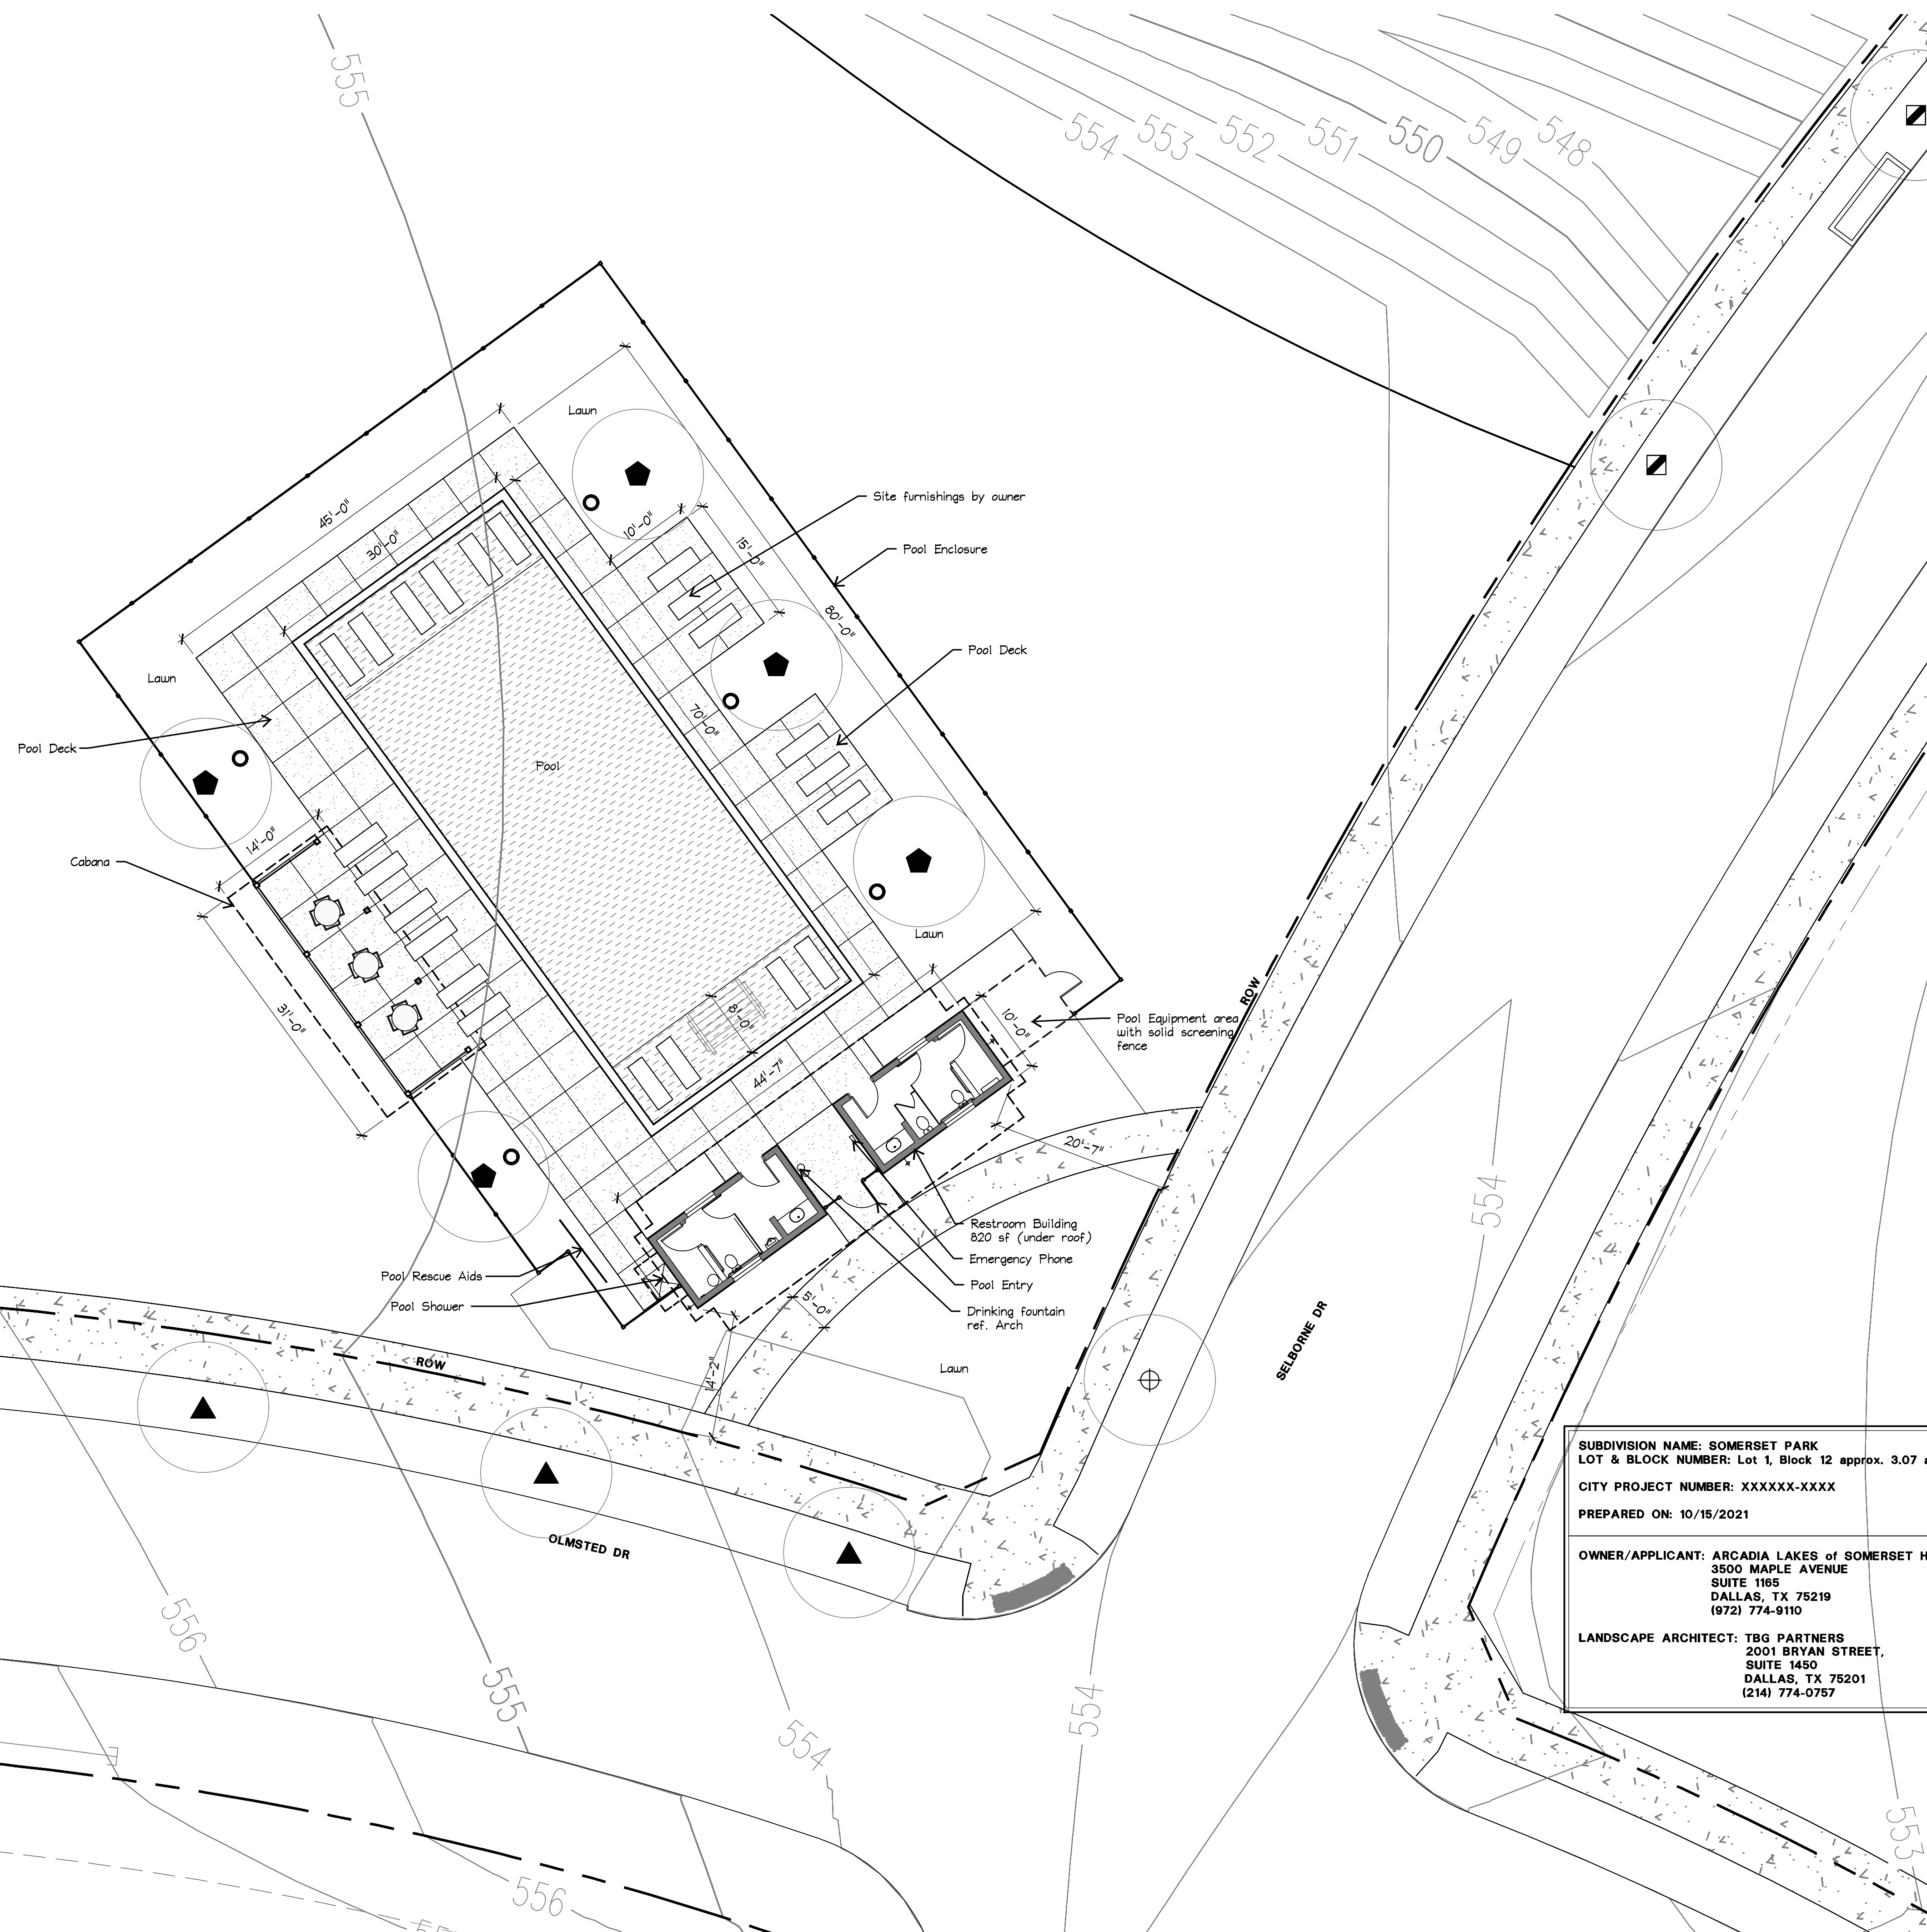 555
554
553
552
551
550
549
548
Lawn
45'-0"
30'-0"
10'-0"
15'-0"
80'-0"
Site furnishings by owner
Pool Enclosure
Pool Deck
Lawn
70'-0"
Pool Deck
Pool
14'-0"
Cabana
Lawn
31'-0"
8'-0"
10'-0"
ROW
Pool Equipment area
with solid screening
fence
44'-7"
20'-7"
554
Restroom Building
820 sf (under roof)
Emergency Phone
Pool Rescue Aids
Pool Entry
Pool Shower
5'-0"
Drinking fountain
ref. Arch
SELBORNE DR
ROW
14'-2"
Lawn
OLMSTED DR
SUBDIVISION NAME: SOMERSET PARK
LOT & BLOCK NUMBER: Lot 1, Block 12 approx. 3.07
CITY PROJECT NUMBER: XXXXXX-XXXX
PREPARED ON: 10/15/2021
OWNER/APPLICANT: ARCADIA LAKES of SOMERSET
3500 MAPLE AVENUE
SUITE 1165
DALLAS, TX 75219
(972) 774-9110
LANDSCAPE ARCHITECT: TBG PARTNERS
2001 BRYAN STREET,
SUITE 1450
DALLAS, TX 75201
(214) 774-0757
556
555
554
554
553
556